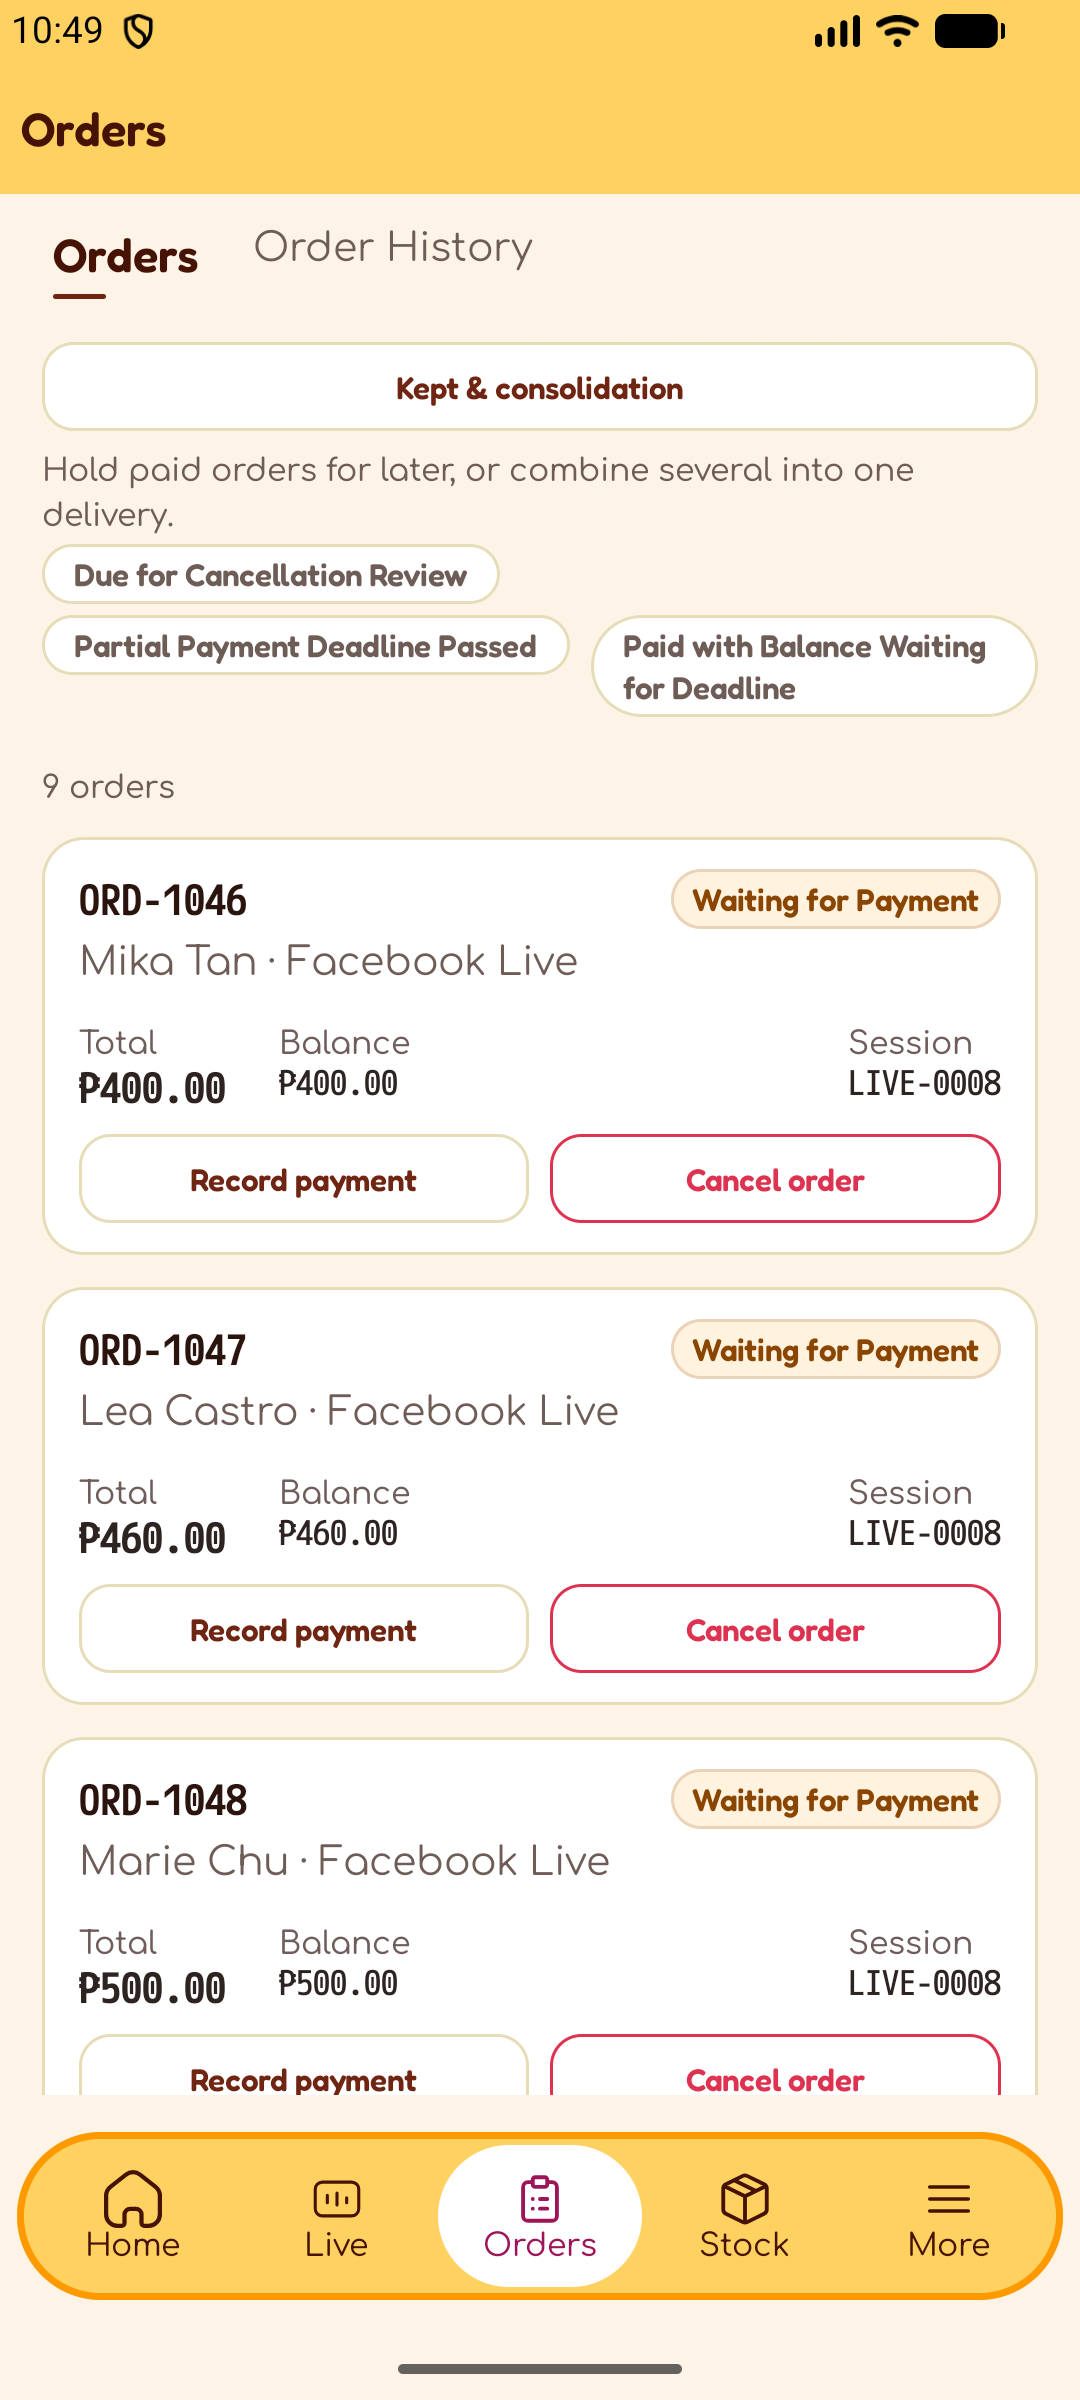 10:49
Orders
Orders
Order History
Kept & consolidation
Hold paid orders for later, or combine several into one
delivery.
Due for Cancellation Review
Partial Payment Deadline Passed
Paid with Balance Waiting
for Deadline
9 orders
ORD-1046
Waiting for Payment
Mika Tan · Facebook Live
Total
Balance
Session
₱400.00
₱400.00
LIVE-0008
Record payment
Cancel order
ORD-1047
Waiting for Payment
Lea Castro · Facebook Live
Total
Balance
Session
₱460.00
₱460.00
LIVE-0008
Record payment
Cancel order
ORD-1048
Waiting for Payment
Marie Chu · Facebook Live
Total
Balance
Session
₱500.00
₱500.00
LIVE-0008
Record payment
Cancel order
Home
Live
Orders
Stock
More